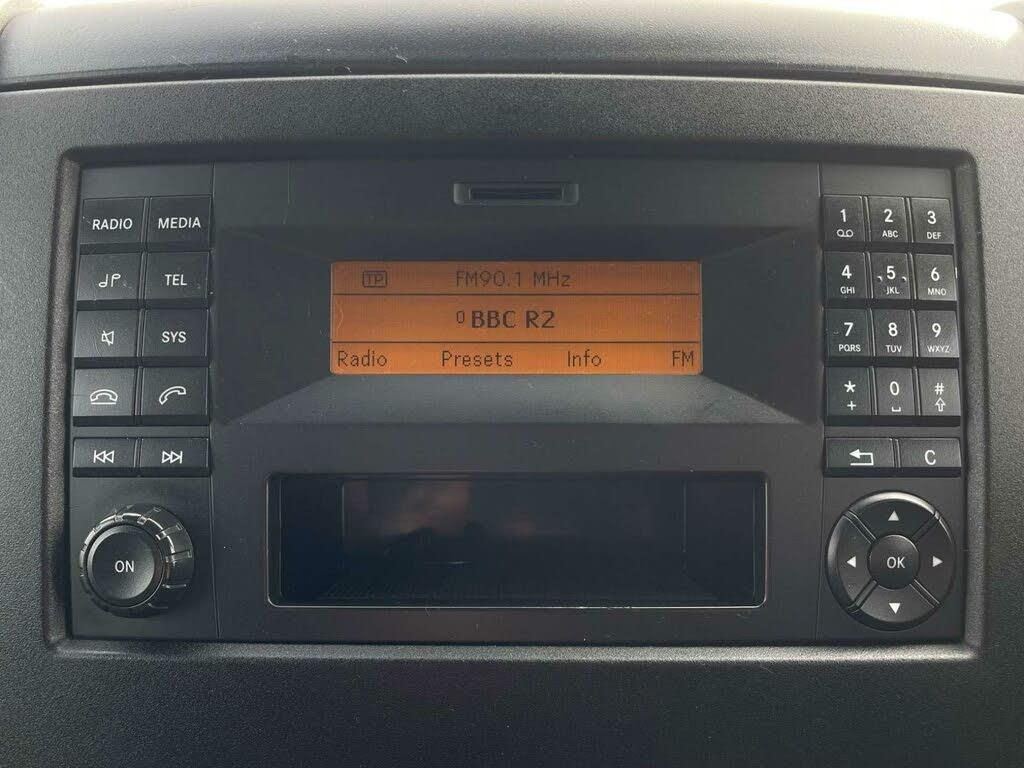 RADIO MEDIA
TEL
SYS
ON
TP FM90.1 MHz
0 BBC R2
Radio Presets Info FM
1 2 ABC 3 DEF
4 GHI 5 JKL 6 MNO
7 PQRS 8 TUV 9 WXYZ
* + 0 ␣ #
C
OK